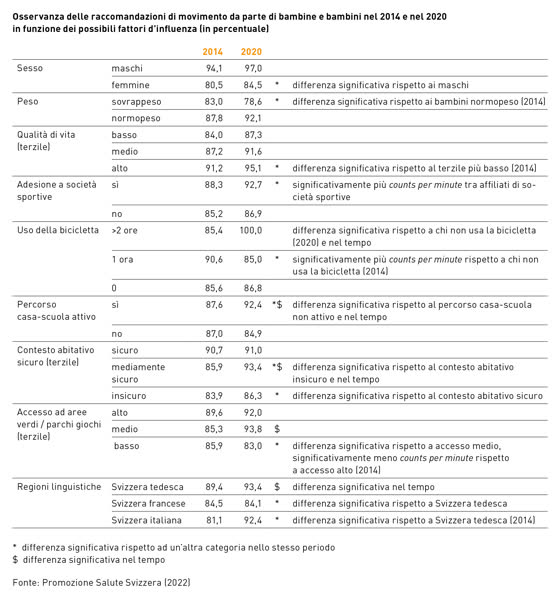 Osservanza delle raccomandazioni di movimento da parte di bambine e bambini nel 2014 e nel 2020
in funzione dei possibili fattori d'influenza (in percentuale)
2014 2020
Sesso maschi 94,1 97,0
femmine 80,5 84,5 * differenza significativa rispetto ai maschi
Peso sovrappeso 83,0 78,6 * differenza significativa rispetto ai bambini normopeso (2014)
normopeso 87,8 92,1
Qualità di vita basso 84,0 87,3
(terzile)
medio 87,2 91,6
alto 91,2 95,1 * differenza significativa rispetto al terzile più basso (2014)
Adesione a società sì 88,3 92,7 * significativamente più counts per minute tra affiliati di so-
sportive cietà sportive
no 85,2 86,9
Uso della bicicletta >2 ore 85,4 100,0 differenza significativa rispetto a chi non usa la bicicletta
(2020) e nel tempo
1 ora 90,6 85,0 * significativamente più counts per minute rispetto a chi non
usa la bicicletta (2014)
0 85,6 86,8
Percorso sì 87,6 92,4 *$ differenza significativa rispetto al percorso casa-scuola
casa-scuola attivo non attivo e nel tempo
no 87,0 84,9
Contesto abitativo sicuro 90,7 91,0
sicuro (terzile)
mediamente 85,9 93,4 *$ differenza significativa rispetto al contesto abitativo
sicuro insicuro e nel tempo
insicuro 83,9 86,3 * differenza significativa rispetto al contesto abitativo sicuro
Accesso ad aree alto 89,6 92,0
verdi / parchi giochi medio 85,3 93,8 $
(terzile)
basso 85,9 83,0 * differenza significativa rispetto a accesso medio,
significativamente meno counts per minute rispetto
a accesso alto (2014)
Regioni linguistiche Svizzera tedesca 89,4 93,4 $ differenza significativa nel tempo
Svizzera francese 84,5 84,1 * differenza significativa rispetto a Svizzera tedesca
Svizzera italiana 81,1 92,4 * differenza significativa rispetto a Svizzera tedesca (2014)
* differenza significativa rispetto ad un'altra categoria nello stesso periodo
$ differenza significativa nel tempo
Fonte: Promozione Salute Svizzera (2022)